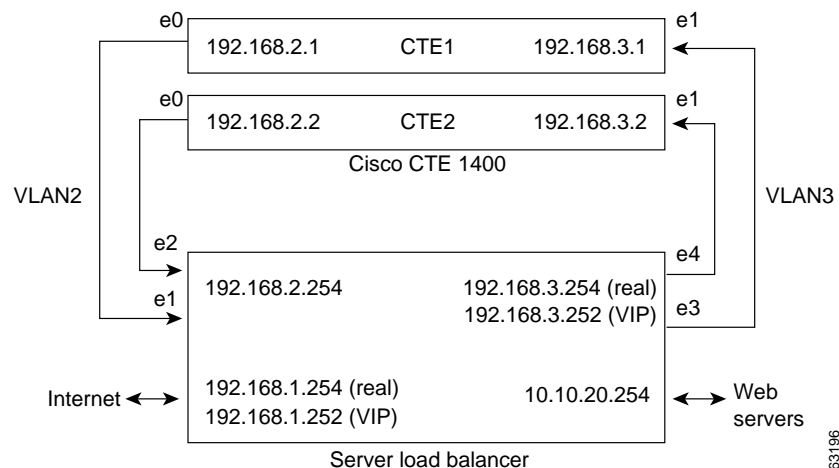 e0
e1
192.168.2.1 CTE1 192.168.3.1
e0
e1
192.168.2.2 CTE2 192.168.3.2
Cisco CTE 1400
VLAN2
VLAN3
e2
e4
192.168.2.254
192.168.3.254 (real)
e1
192.168.3.252 (VIP)
e3
Internet
192.168.1.254 (real)
192.168.1.252 (VIP)
10.10.20.254
Web
servers
Server load balancer
63196